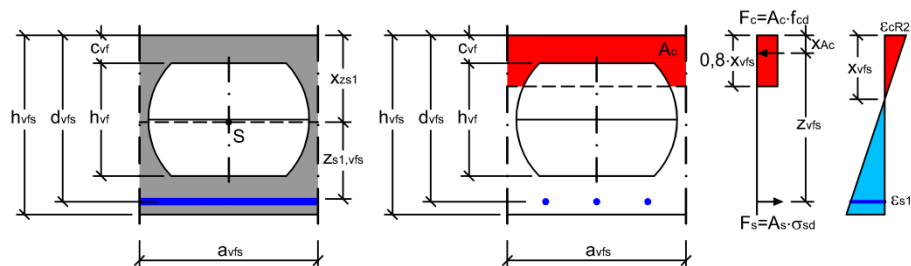 cvf
hvfs
dvfs
hvf
S
xzs1
zs1,vfs
avfs
cvf
hvfs
dvfs
hvf
Ac
avfs
Fc=Ac·fcd
0,8·xvfs
xAc
zvfs
Fs=As·σsd
εcR2
xvfs
εs1